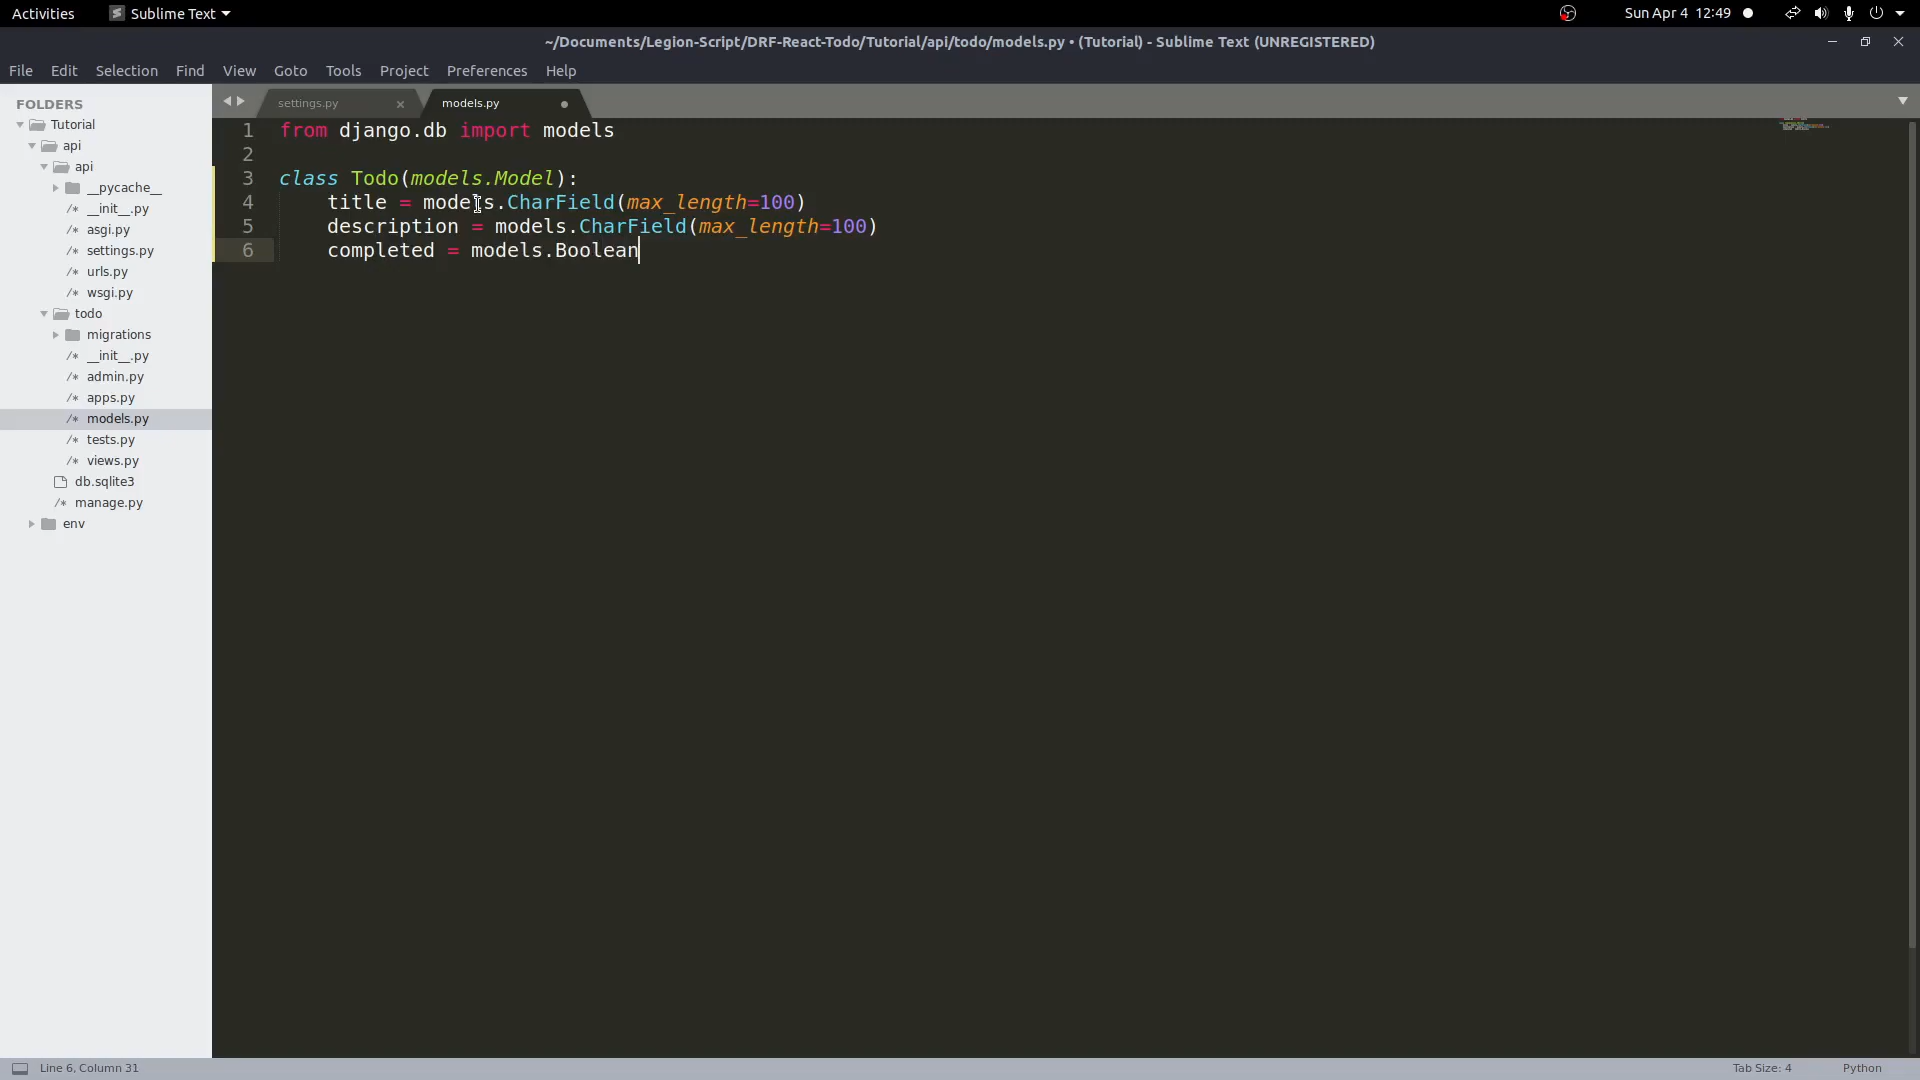 Activities Sublime Text Sun Apr 4 12:49
~/Documents/Legion-Script/DRF-React-Todo/Tutorial/api/todo/models.py • (Tutorial) - Sublime Text (UNREGISTERED)
File Edit Selection Find View Goto Tools Project Preferences Help
FOLDERS
Tutorial
api
api
__pycache__
/* __init__.py
/* asgi.py
/* settings.py
/* urls.py
/* wsgi.py
todo
migrations
/* __init__.py
/* admin.py
/* apps.py
/* models.py
/* tests.py
/* views.py
db.sqlite3
/* manage.py
env
settings.py models.py
1 from django.db import models
2
3 class Todo(models.Model):
4 title = models.CharField(max_length=100)
5 description = models.CharField(max_length=100)
6 completed = models.Boolean
Line 6, Column 31 Tab Size: 4 Python